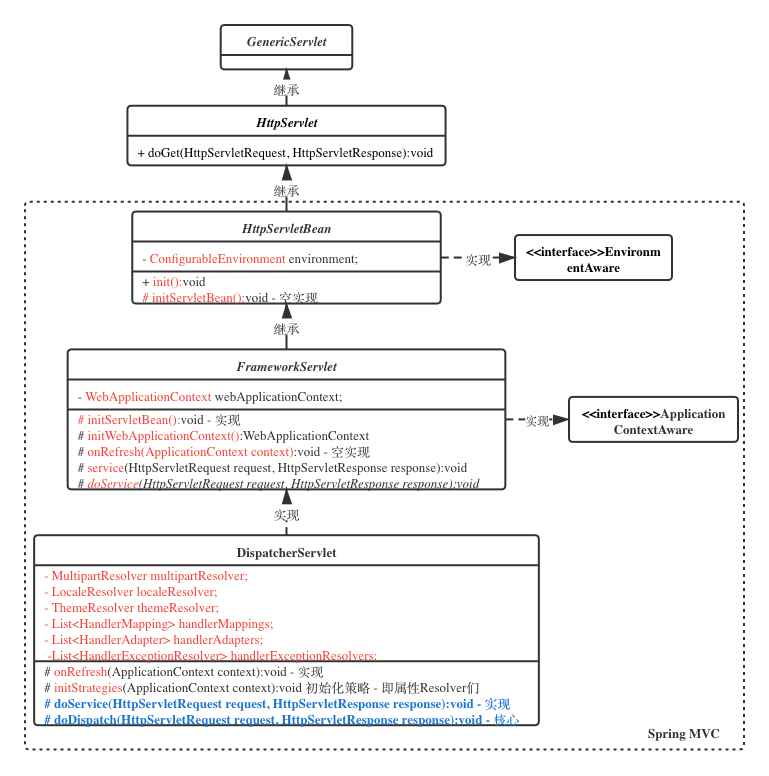 GenericServlet
继承
HttpServlet
+ doGet(HttpServletRequest, HttpServletResponse):void
继承
HttpServletBean
- ConfigurableEnvironment environment;
+ init():void
# initServletBean():void - 空实现
实现
<<interface>>Environm
entAware
继承
FrameworkServlet
- WebApplicationContext webApplicationContext;
# initServletBean():void - 实现
# initWebApplicationContext():WebApplicationContext
# onRefresh(ApplicationContext context):void - 空实现
# service(HttpServletRequest request, HttpServletResponse response):void
# doService(HttpServletRequest request, HttpServletResponse response):void
实现
<<interface>>Application
ContextAware
实现
DispatcherServlet
- MultipartResolver multipartResolver;
- LocaleResolver localeResolver;
- ThemeResolver themeResolver;
- List<HandlerMapping> handlerMappings;
- List<HandlerAdapter> handlerAdapters;
-List<HandlerExceptionResolver> handlerExceptionResolvers;
# onRefresh(ApplicationContext context):void - 实现
# initStrategies(ApplicationContext context):void 初始化策略 - 即属性Resolver们
# doService(HttpServletRequest request, HttpServletResponse response):void - 实现
# doDispatch(HttpServletRequest request, HttpServletResponse response):void - 核心
Spring MVC